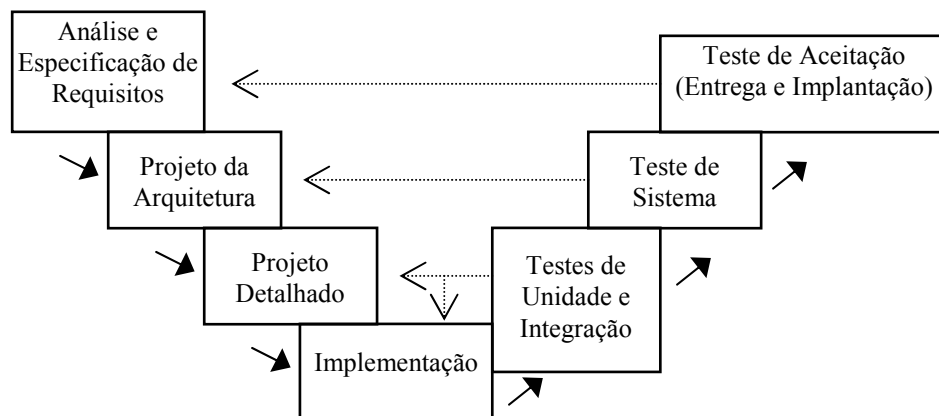 Análise e
Especificação de
Requisitos
Teste de Aceitação
(Entrega e Implantação)
Projeto da
Arquitetura
Teste de
Sistema
Projeto
Detalhado
Testes de
Unidade e
Integração
Implementação